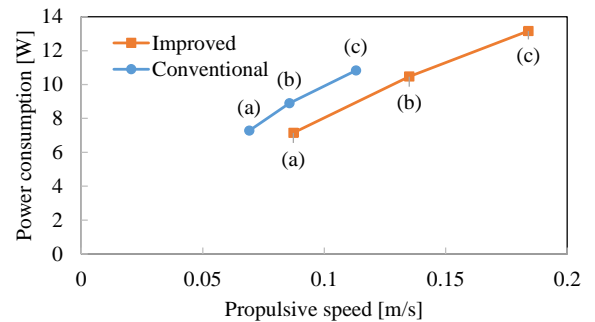 14
12
10
8
6
4
2
0
Power consumption [W]
Improved
Conventional
(a)
(b)
(c)
(a)
(b)
(c)
0
0.05
0.1
0.15
0.2
Propulsive speed [m/s]